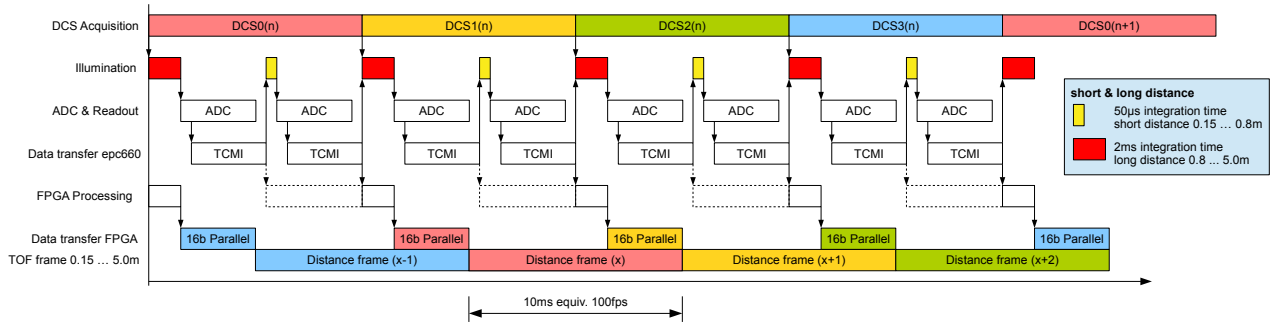 DCS Acquisition DCS0(n) DCS1(n) DCS2(n) DCS3(n) DCS0(n+1)
Illumination
short & long distance
50µs integration time
short distance 0.15 ... 0.8m
2ms integration time
long distance 0.8 ... 5.0m
ADC & Readout ADC ADC ADC ADC ADC ADC ADC ADC
Data transfer epc660 TCMI TCMI TCMI TCMI TCMI TCMI TCMI TCMI
FPGA Processing
Data transfer FPGA 16b Parallel 16b Parallel 16b Parallel 16b Parallel 16b Parallel
TOF frame 0.15 ... 5.0m Distance frame (x-1) Distance frame (x) Distance frame (x+1) Distance frame (x+2)
10ms equiv. 100fps